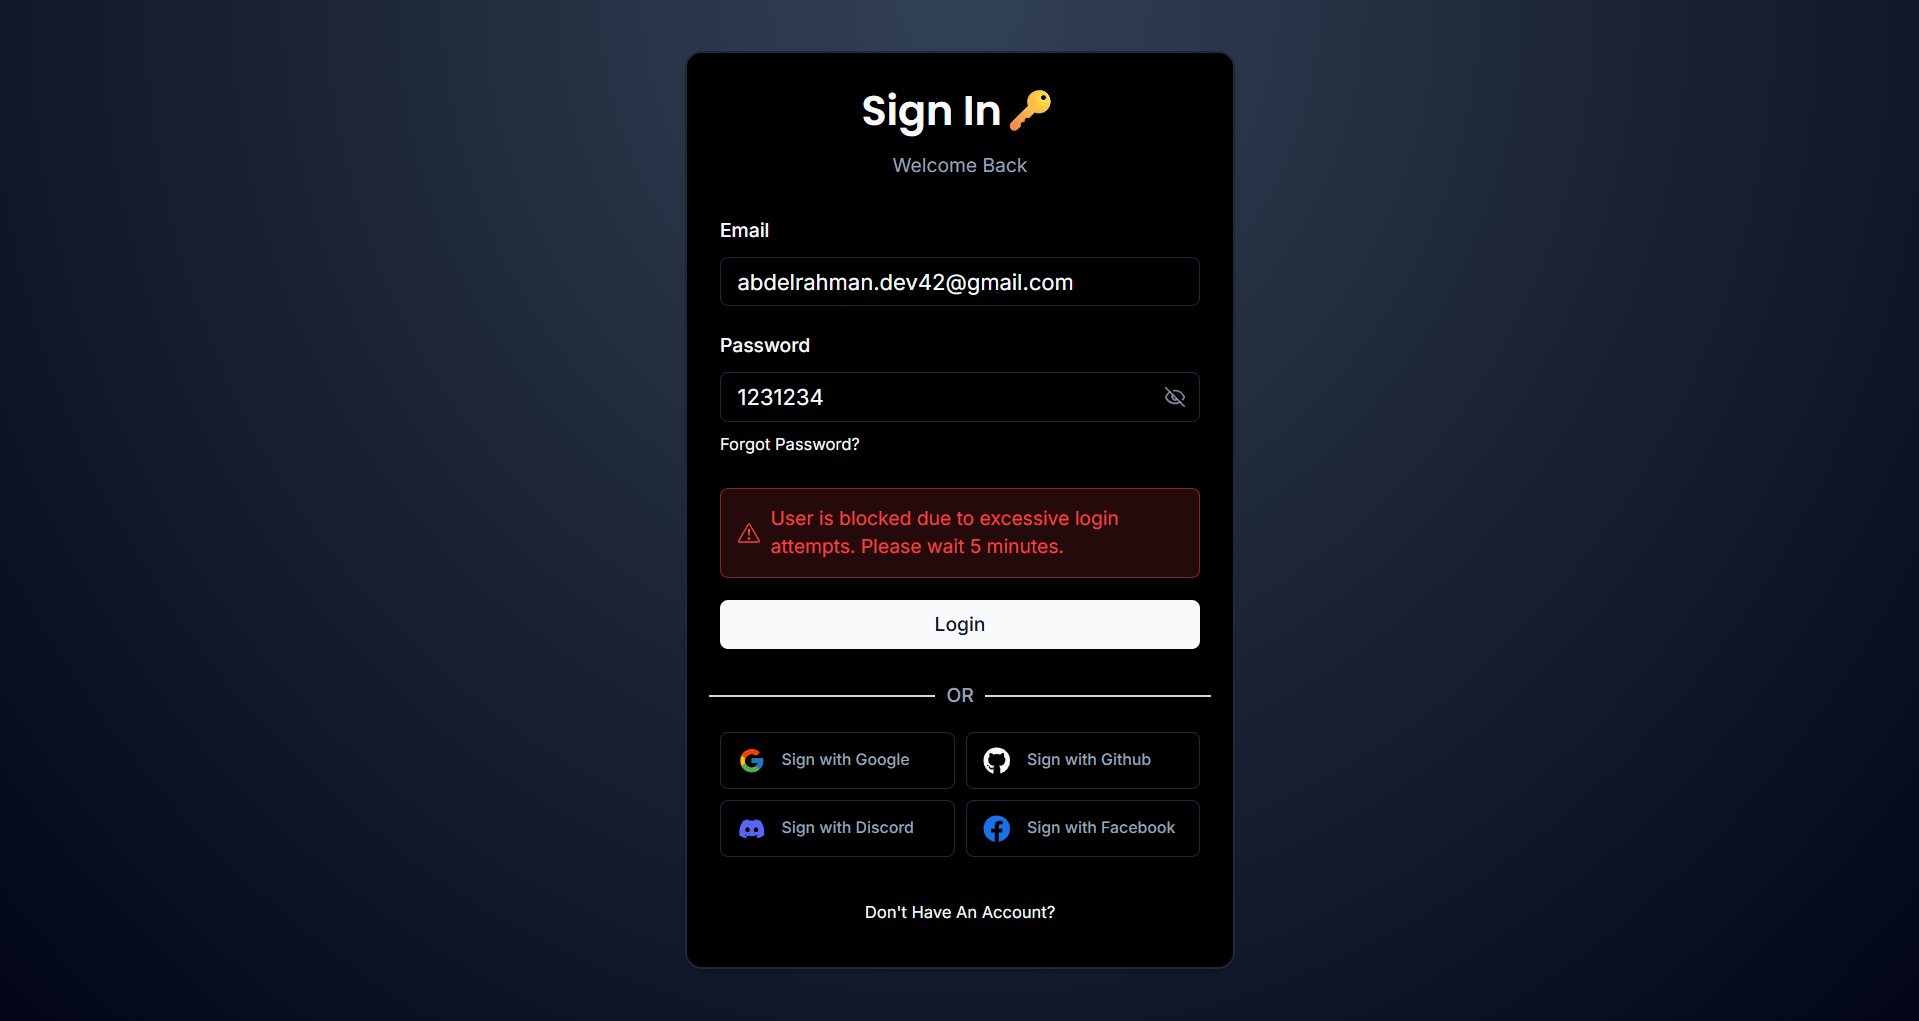 Sign In 🔑
Welcome Back
Email
abdelrahman.dev42@gmail.com
Password
1231234
Forgot Password?
User is blocked due to excessive login
attempts. Please wait 5 minutes.
Login
OR
Sign with Google
Sign with Github
Sign with Discord
Sign with Facebook
Don't Have An Account?